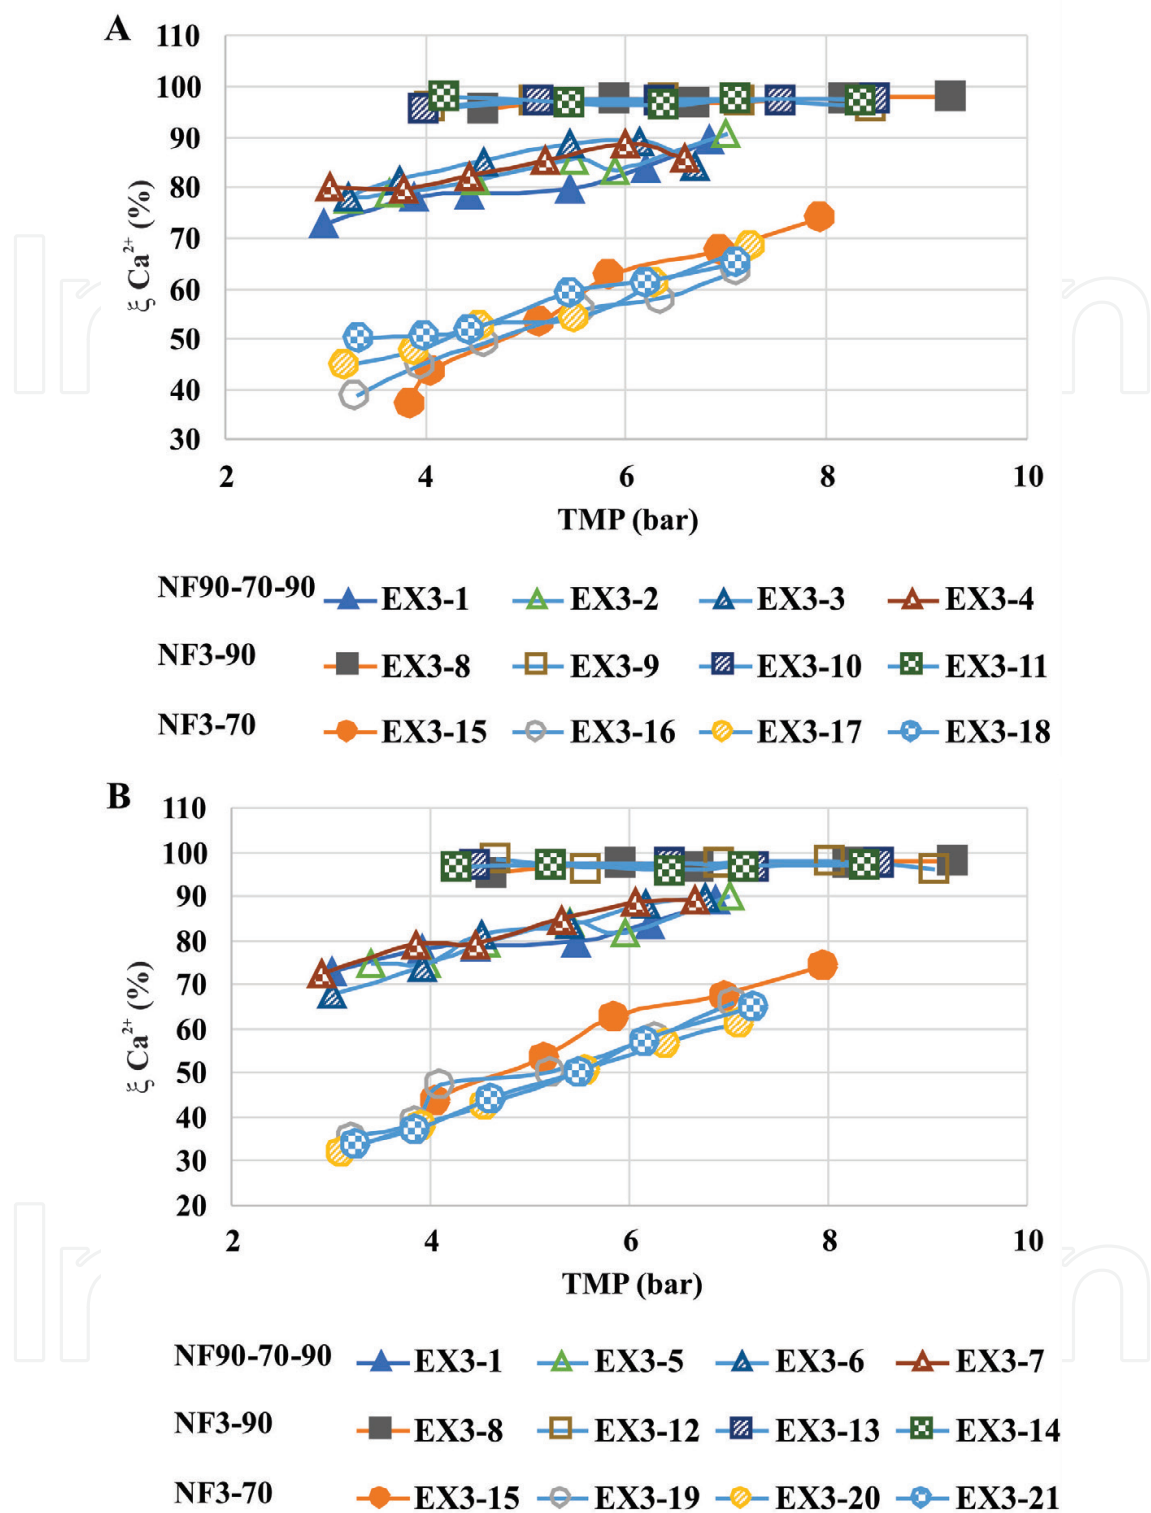 A
110
100
90
80
70
60
50
40
30
ξ Ca²⁺ (%)
2 4 6 8 10
TMP (bar)
NF90-70-90 EX3-1 EX3-2 EX3-3 EX3-4
NF3-90 EX3-8 EX3-9 EX3-10 EX3-11
NF3-70 EX3-15 EX3-16 EX3-17 EX3-18
B
110
100
90
80
70
60
50
40
30
20
ξ Ca²⁺ (%)
2 4 6 8 10
TMP (bar)
NF90-70-90 EX3-1 EX3-5 EX3-6 EX3-7
NF3-90 EX3-8 EX3-12 EX3-13 EX3-14
NF3-70 EX3-15 EX3-19 EX3-20 EX3-21